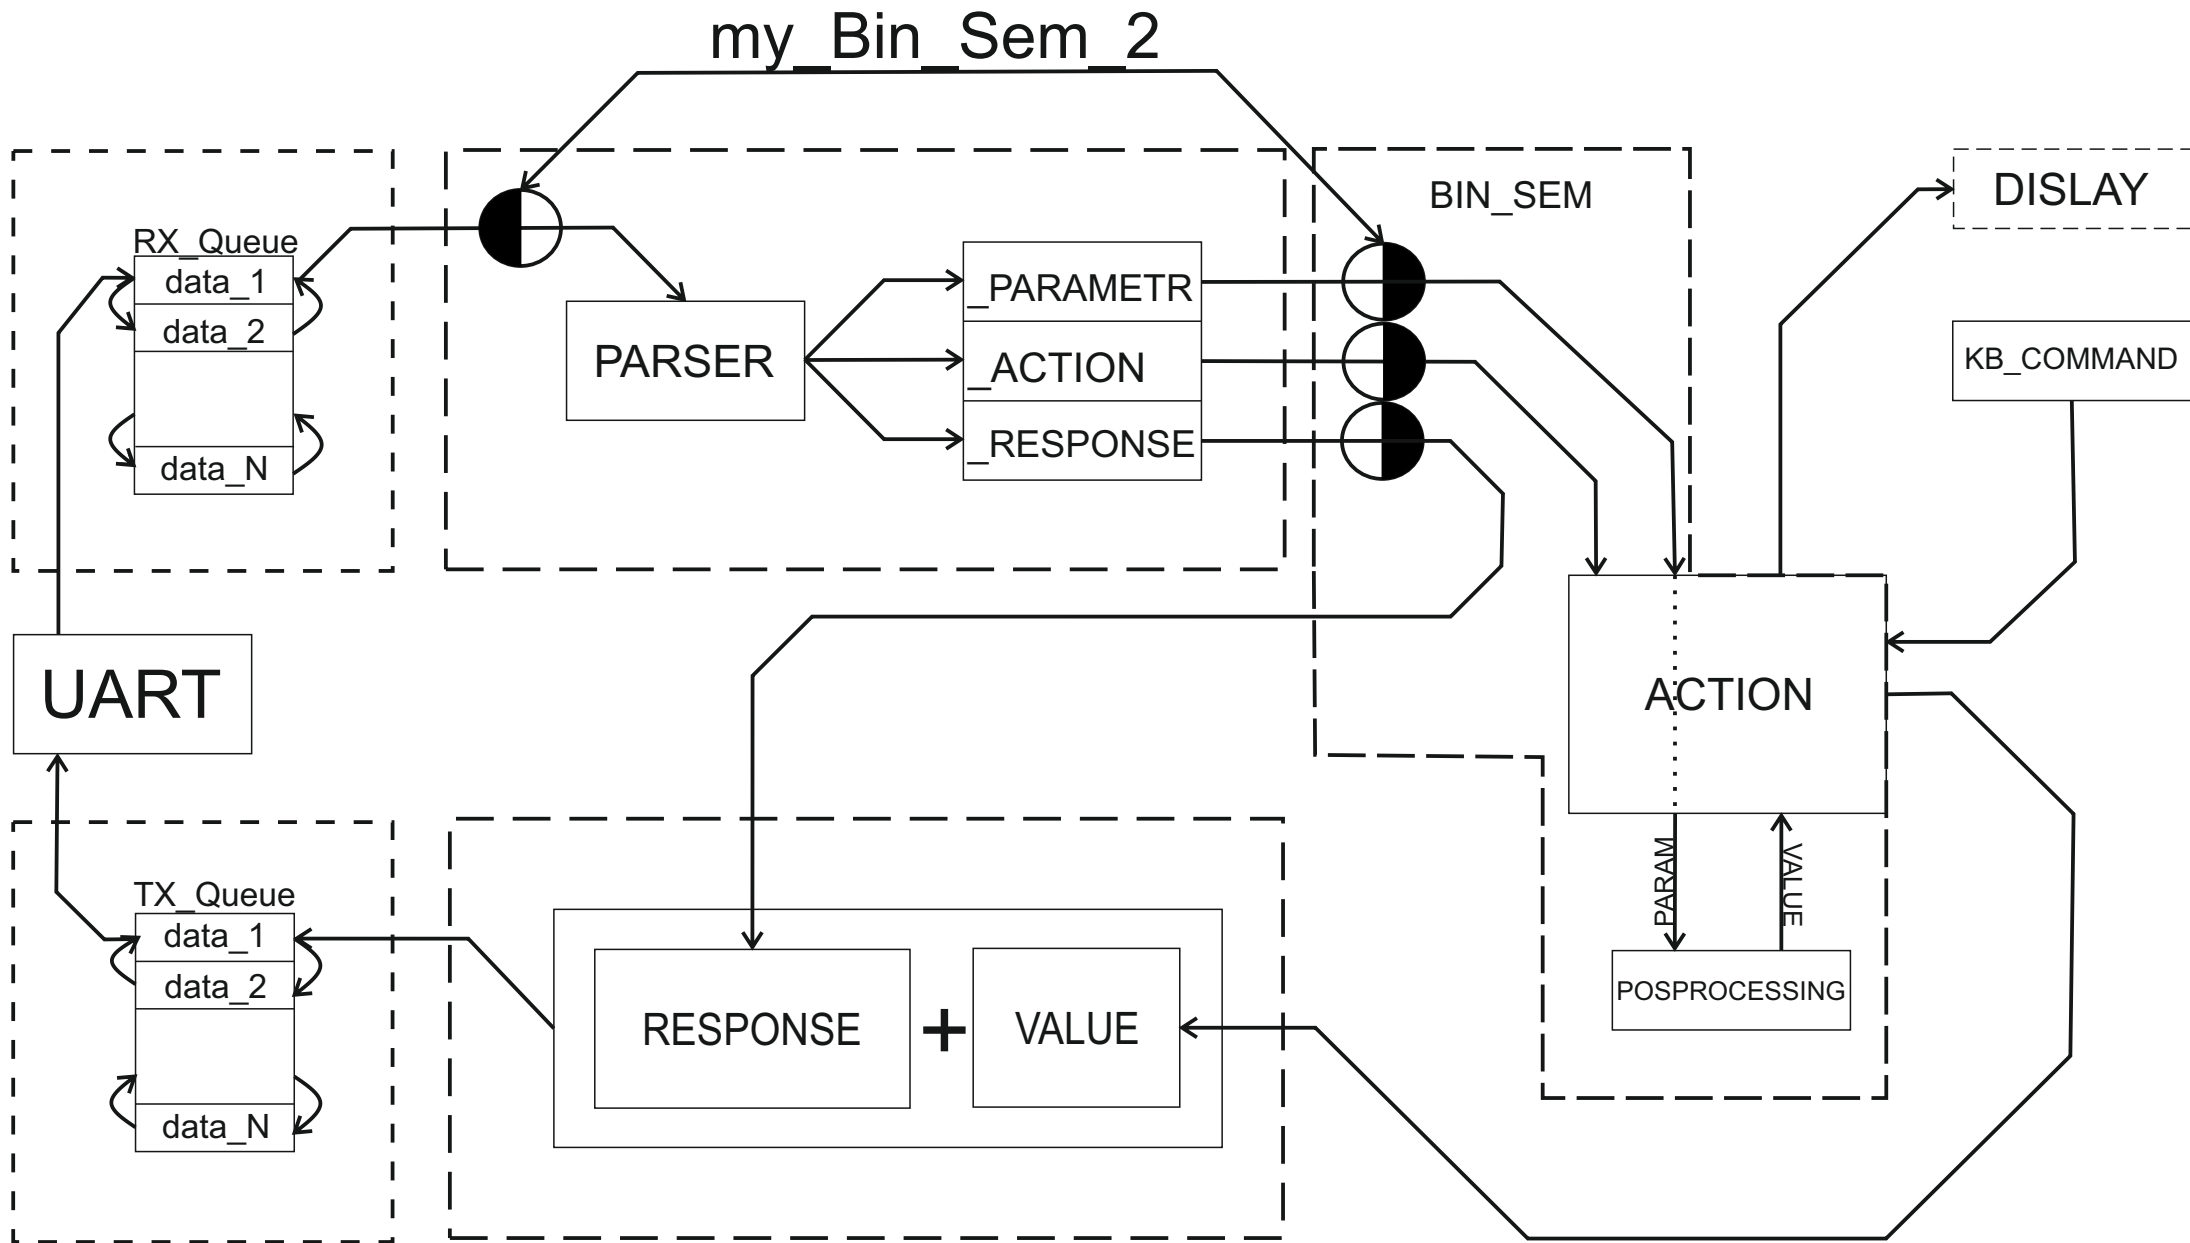 my_Bin_Sem_2
BIN_SEM
DISLAY
RX_Queue
data_1
data_2
data_N
PARSER
_PARAMETR
_ACTION
_RESPONSE
KB_COMMAND
UART
ACTION
PARAM
VALUE
POSPROCESSING
TX_Queue
data_1
data_2
data_N
RESPONSE
+
VALUE